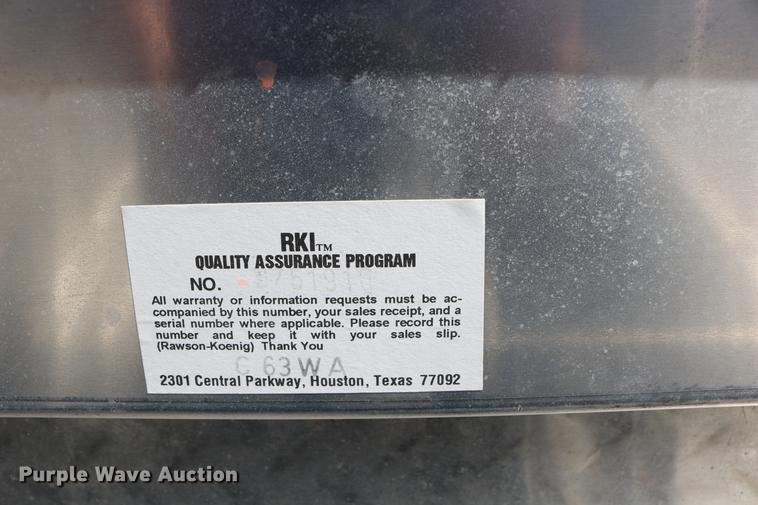 RKI™
QUALITY ASSURANCE PROGRAM
NO.
All warranty or information requests must be ac-
companied by this number, your sales receipt, and a
serial number where applicable. Please record this
number and keep it with your sales slip.
(Rawson-Koenig) Thank You
C 63WA
2301 Central Parkway, Houston, Texas 77092
Purple Wave Auction